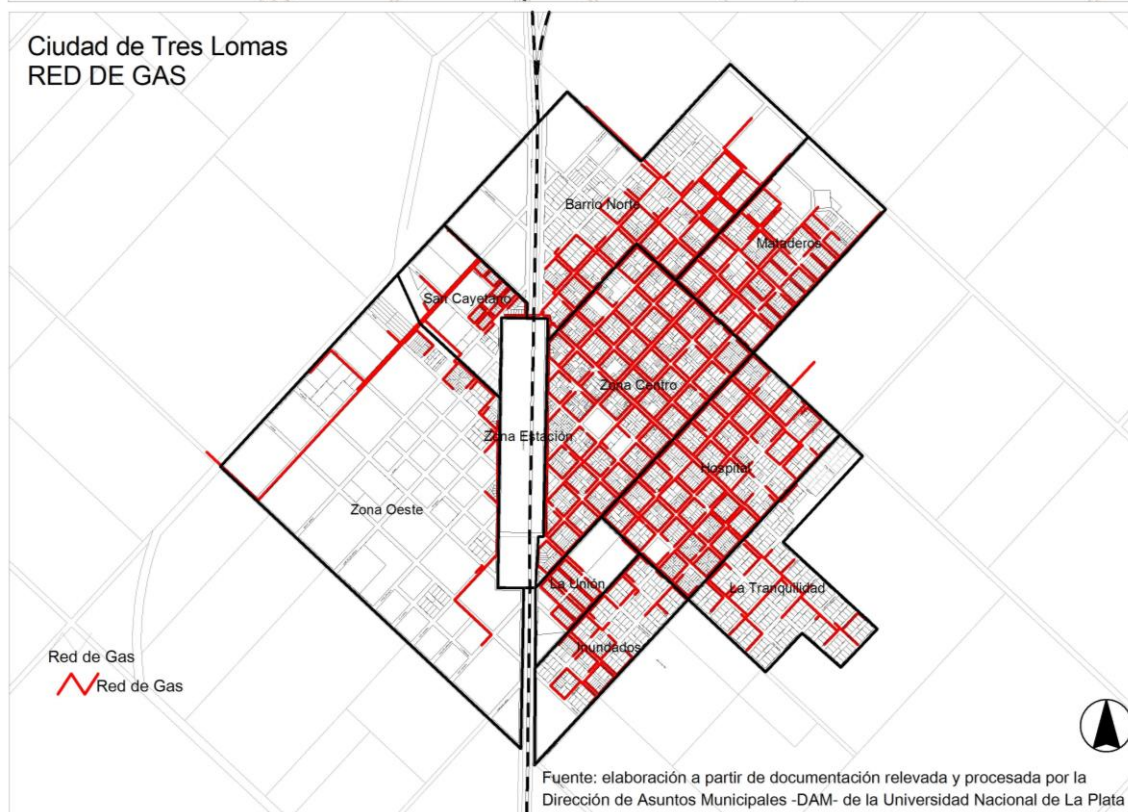 Ciudad de Tres Lomas
RED DE GAS
Barrio Norte
Mataderos
San Cayetano
Zona Centro
Zona Estación
Hospital
Zona Oeste
La Unión
La Tranquilidad
Inundados
Red de Gas
Red de Gas
Fuente: elaboración a partir de documentación relevada y procesada por la
Dirección de Asuntos Municipales -DAM- de la Universidad Nacional de La Plata